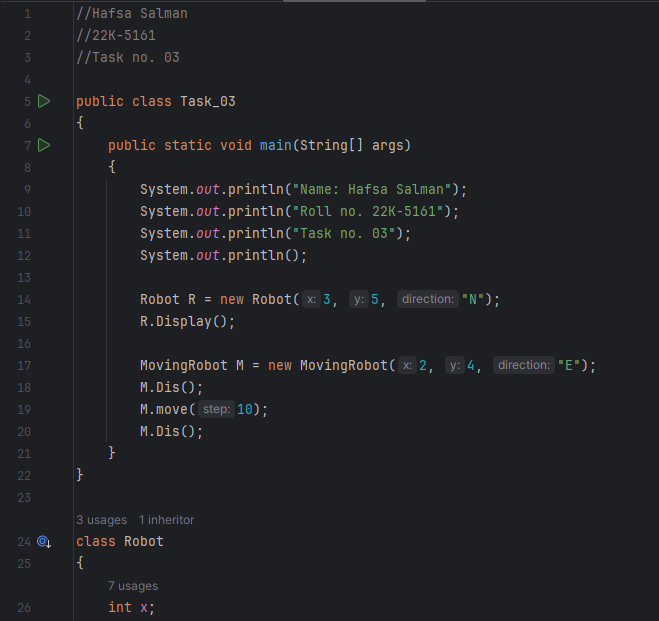 1 //Hafsa Salman
2 //22K-5161
3 //Task no. 03
4
5 public class Task_03
6 {
7     public static void main(String[] args)
8     {
9         System.out.println("Name: Hafsa Salman");
10         System.out.println("Roll no. 22K-5161");
11         System.out.println("Task no. 03");
12         System.out.println();
13
14         Robot R = new Robot( x: 3, y: 5, direction: "N");
15         R.Display();
16
17         MovingRobot M = new MovingRobot( x: 2, y: 4, direction: "E");
18         M.Dis();
19         M.move( step: 10);
20         M.Dis();
21     }
22 }
23
3 usages 1 inheritor
24 class Robot
25 {
7 usages
26     int x;